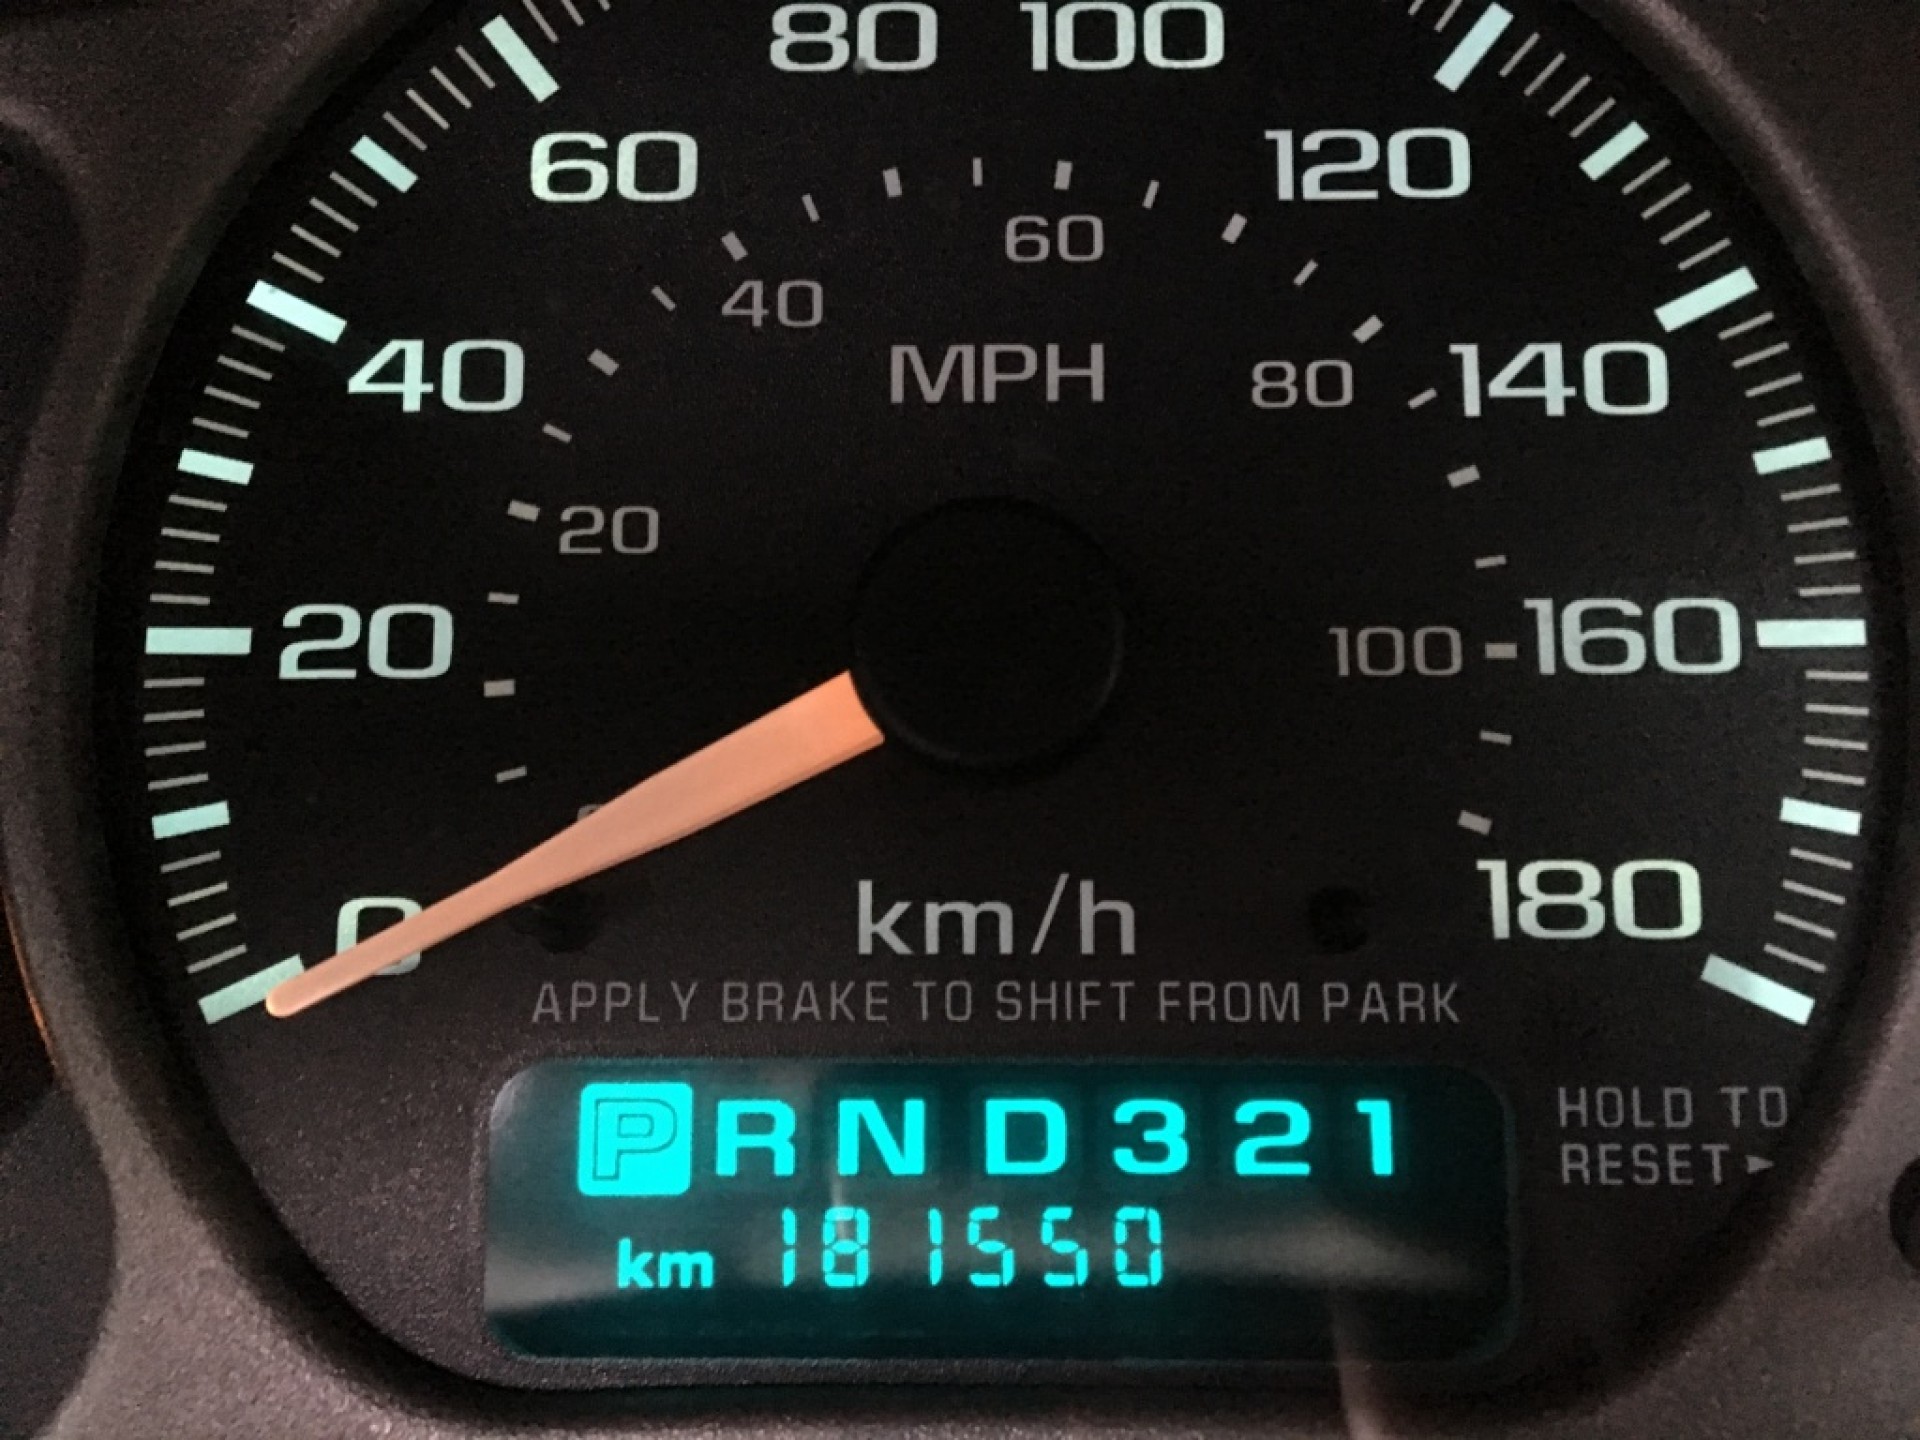 80 100
60 120
60
40
40 MPH 80 140
20
20 100 160
0 km/h 180
APPLY BRAKE TO SHIFT FROM PARK
P R N D 3 2 1
HOLD TO
RESET
km 181550